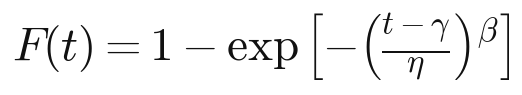 F(t) = 1 − exp [−((t − γ)/η)^β]